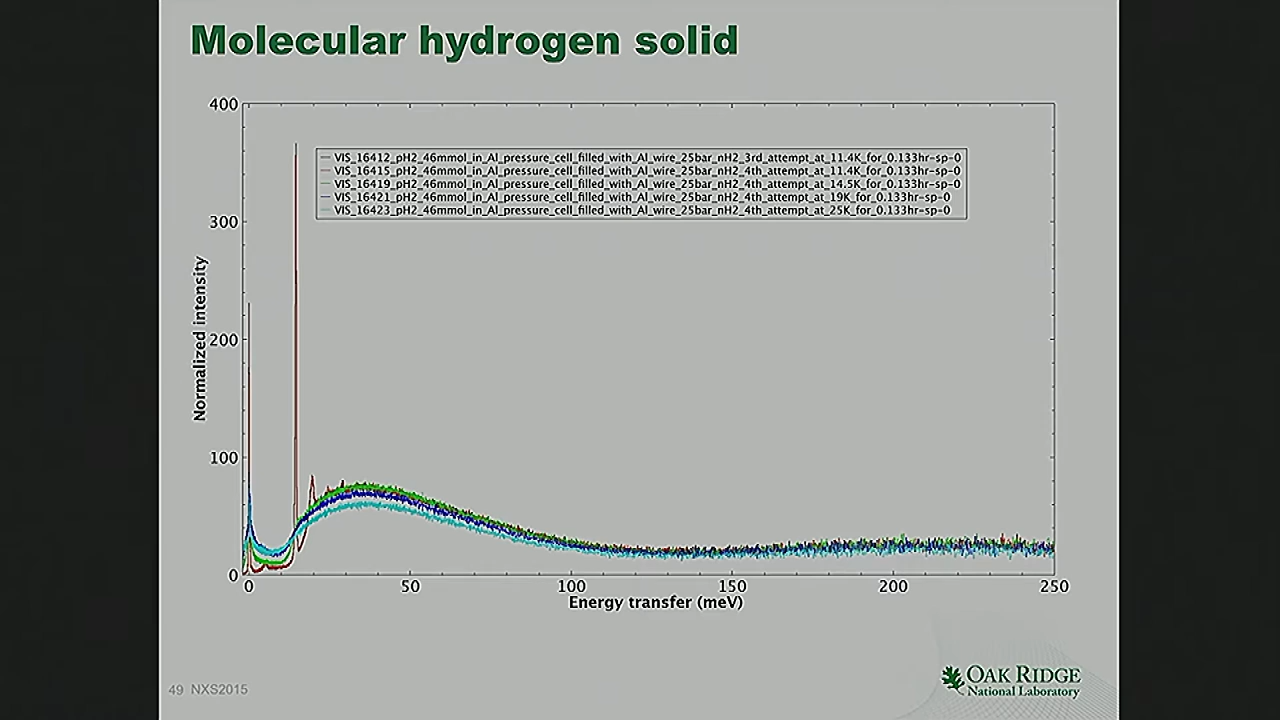 Molecular hydrogen solid
400
300
200
100
0
Normalized intensity
VIS_16412_pH2_46mmol_in_Al_pressure_cell_filled_with_Al_wire_25bar_nH2_3rd_attempt_at_11.4K_for_0.133hr-sp-0
VIS_16415_pH2_46mmol_in_Al_pressure_cell_filled_with_Al_wire_25bar_nH2_4th_attempt_at_11.4K_for_0.133hr-sp-0
VIS_16419_pH2_46mmol_in_Al_pressure_cell_filled_with_Al_wire_25bar_nH2_4th_attempt_at_14.5K_for_0.133hr-sp-0
VIS_16421_pH2_46mmol_in_Al_pressure_cell_filled_with_Al_wire_25bar_nH2_4th_attempt_at_19K_for_0.133hr-sp-0
VIS_16423_pH2_46mmol_in_Al_pressure_cell_filled_with_Al_wire_25bar_nH2_4th_attempt_at_25K_for_0.133hr-sp-0
0 50 100 150 200 250
Energy transfer (meV)
49 NXS2015
OAK RIDGE
National Laboratory